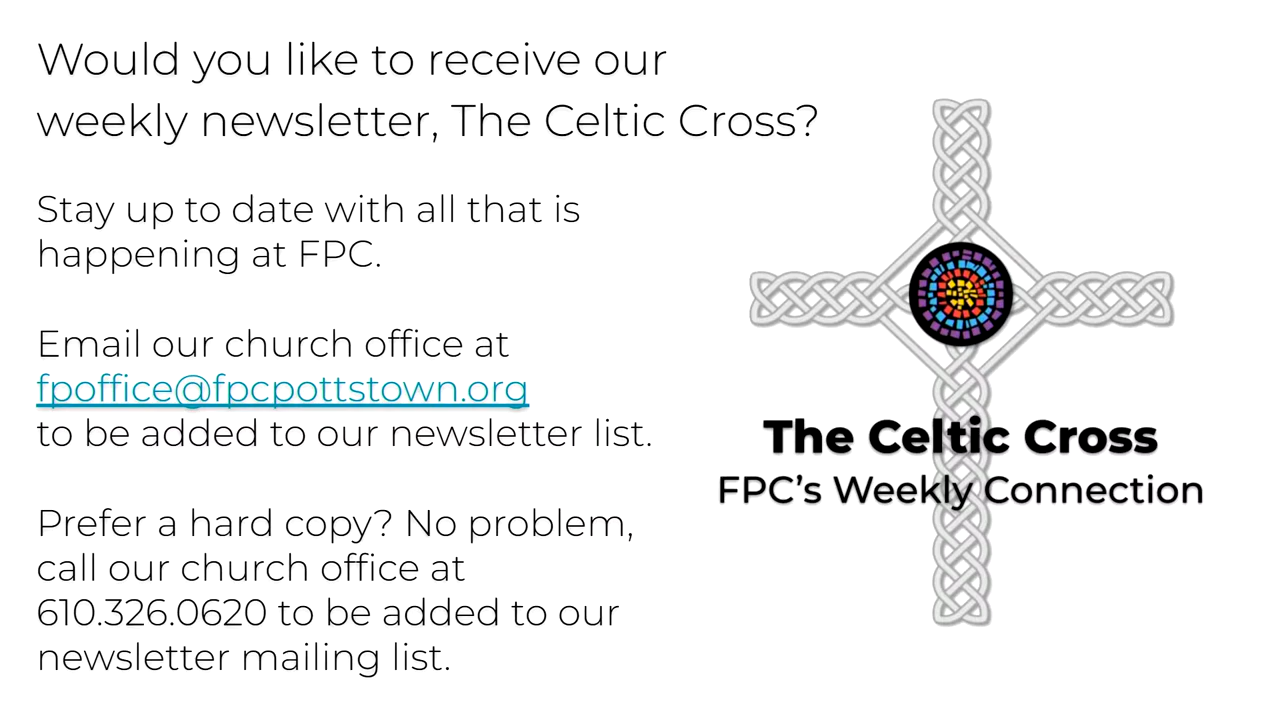 Would you like to receive our
weekly newsletter, The Celtic Cross?
Stay up to date with all that is
happening at FPC.
Email our church office at
fpoffice@fpcpottstown.org
to be added to our newsletter list.
Prefer a hard copy? No problem,
call our church office at
610.326.0620 to be added to our
newsletter mailing list.
The Celtic Cross
FPC’s Weekly Connection